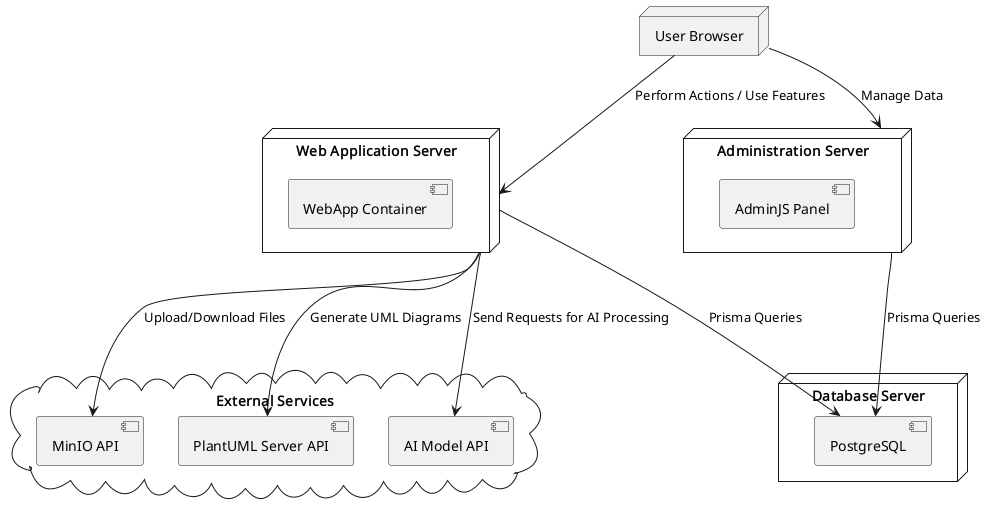 User Browser
Perform Actions / Use Features
Manage Data
Web Application Server
Administration Server
WebApp Container
AdminJS Panel
Upload/Download Files
Generate UML Diagrams
Send Requests for AI Processing
Prisma Queries
Prisma Queries
External Services
Database Server
MinIO API
PlantUML Server API
AI Model API
PostgreSQL